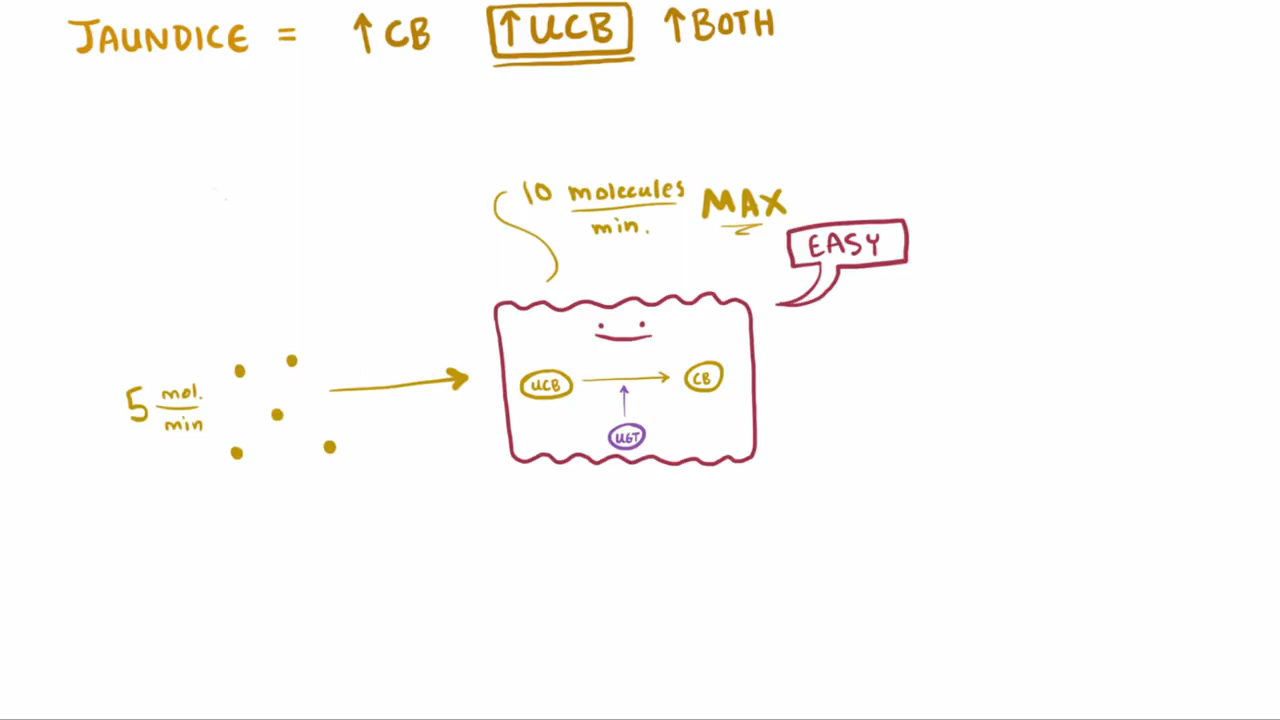 JAUNDICE = ↑CB ↑UCB ↑BOTH
10 molecules
min.
MAX
EASY
5 mol.
min
UCB
CB
UGT